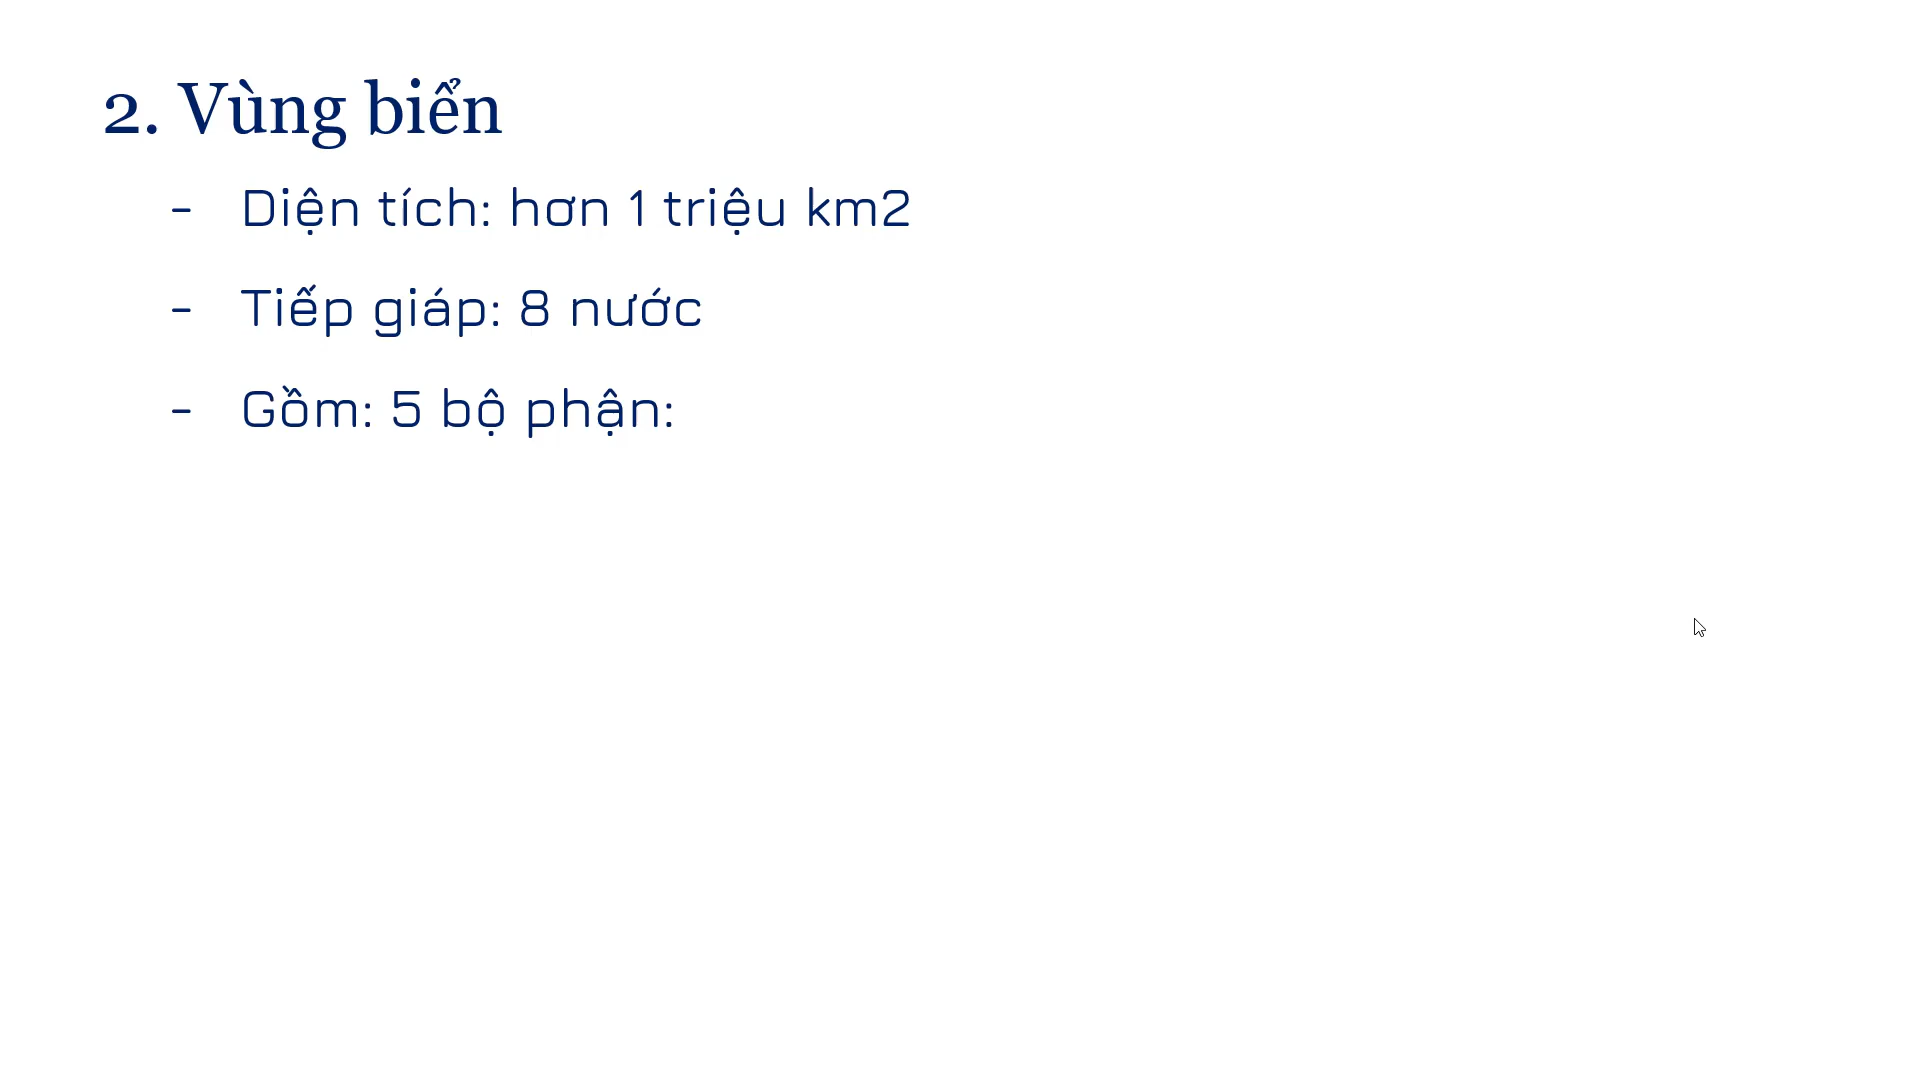 2. Vùng biển
- Diện tích: hơn 1 triệu km2
- Tiếp giáp: 8 nước
- Gồm: 5 bộ phận: